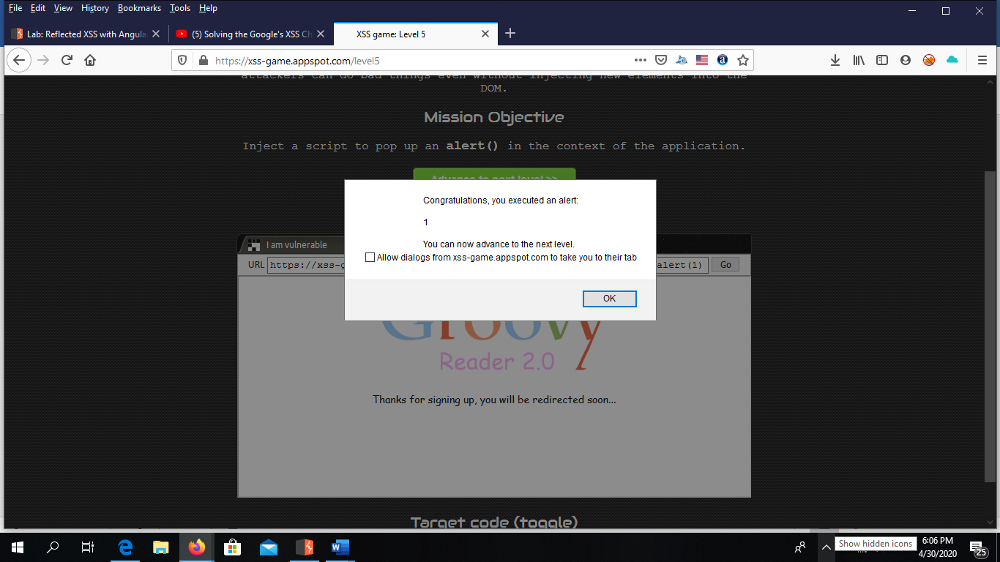 File Edit View History Bookmarks Tools Help
Lab: Reflected XSS with Angula
(5) Solving the Google's XSS Ch
XSS game: Level 5
https://xss-game.appspot.com/level5
attackers can do bad things even without injecting new elements into the
DOM.
Mission Objective
Inject a script to pop up an alert() in the context of the application.
Advance to next level >>
Congratulations, you executed an alert:
1
You can now advance to the next level.
Allow dialogs from xss-game.appspot.com to take you to their tab
OK
I am vulnerable
URL https://xss-g alert(1) Go
Groovy
Reader 2.0
Thanks for signing up, you will be redirected soon...
Target code (toggle)
Show hidden icons
6:06 PM
4/30/2020
25